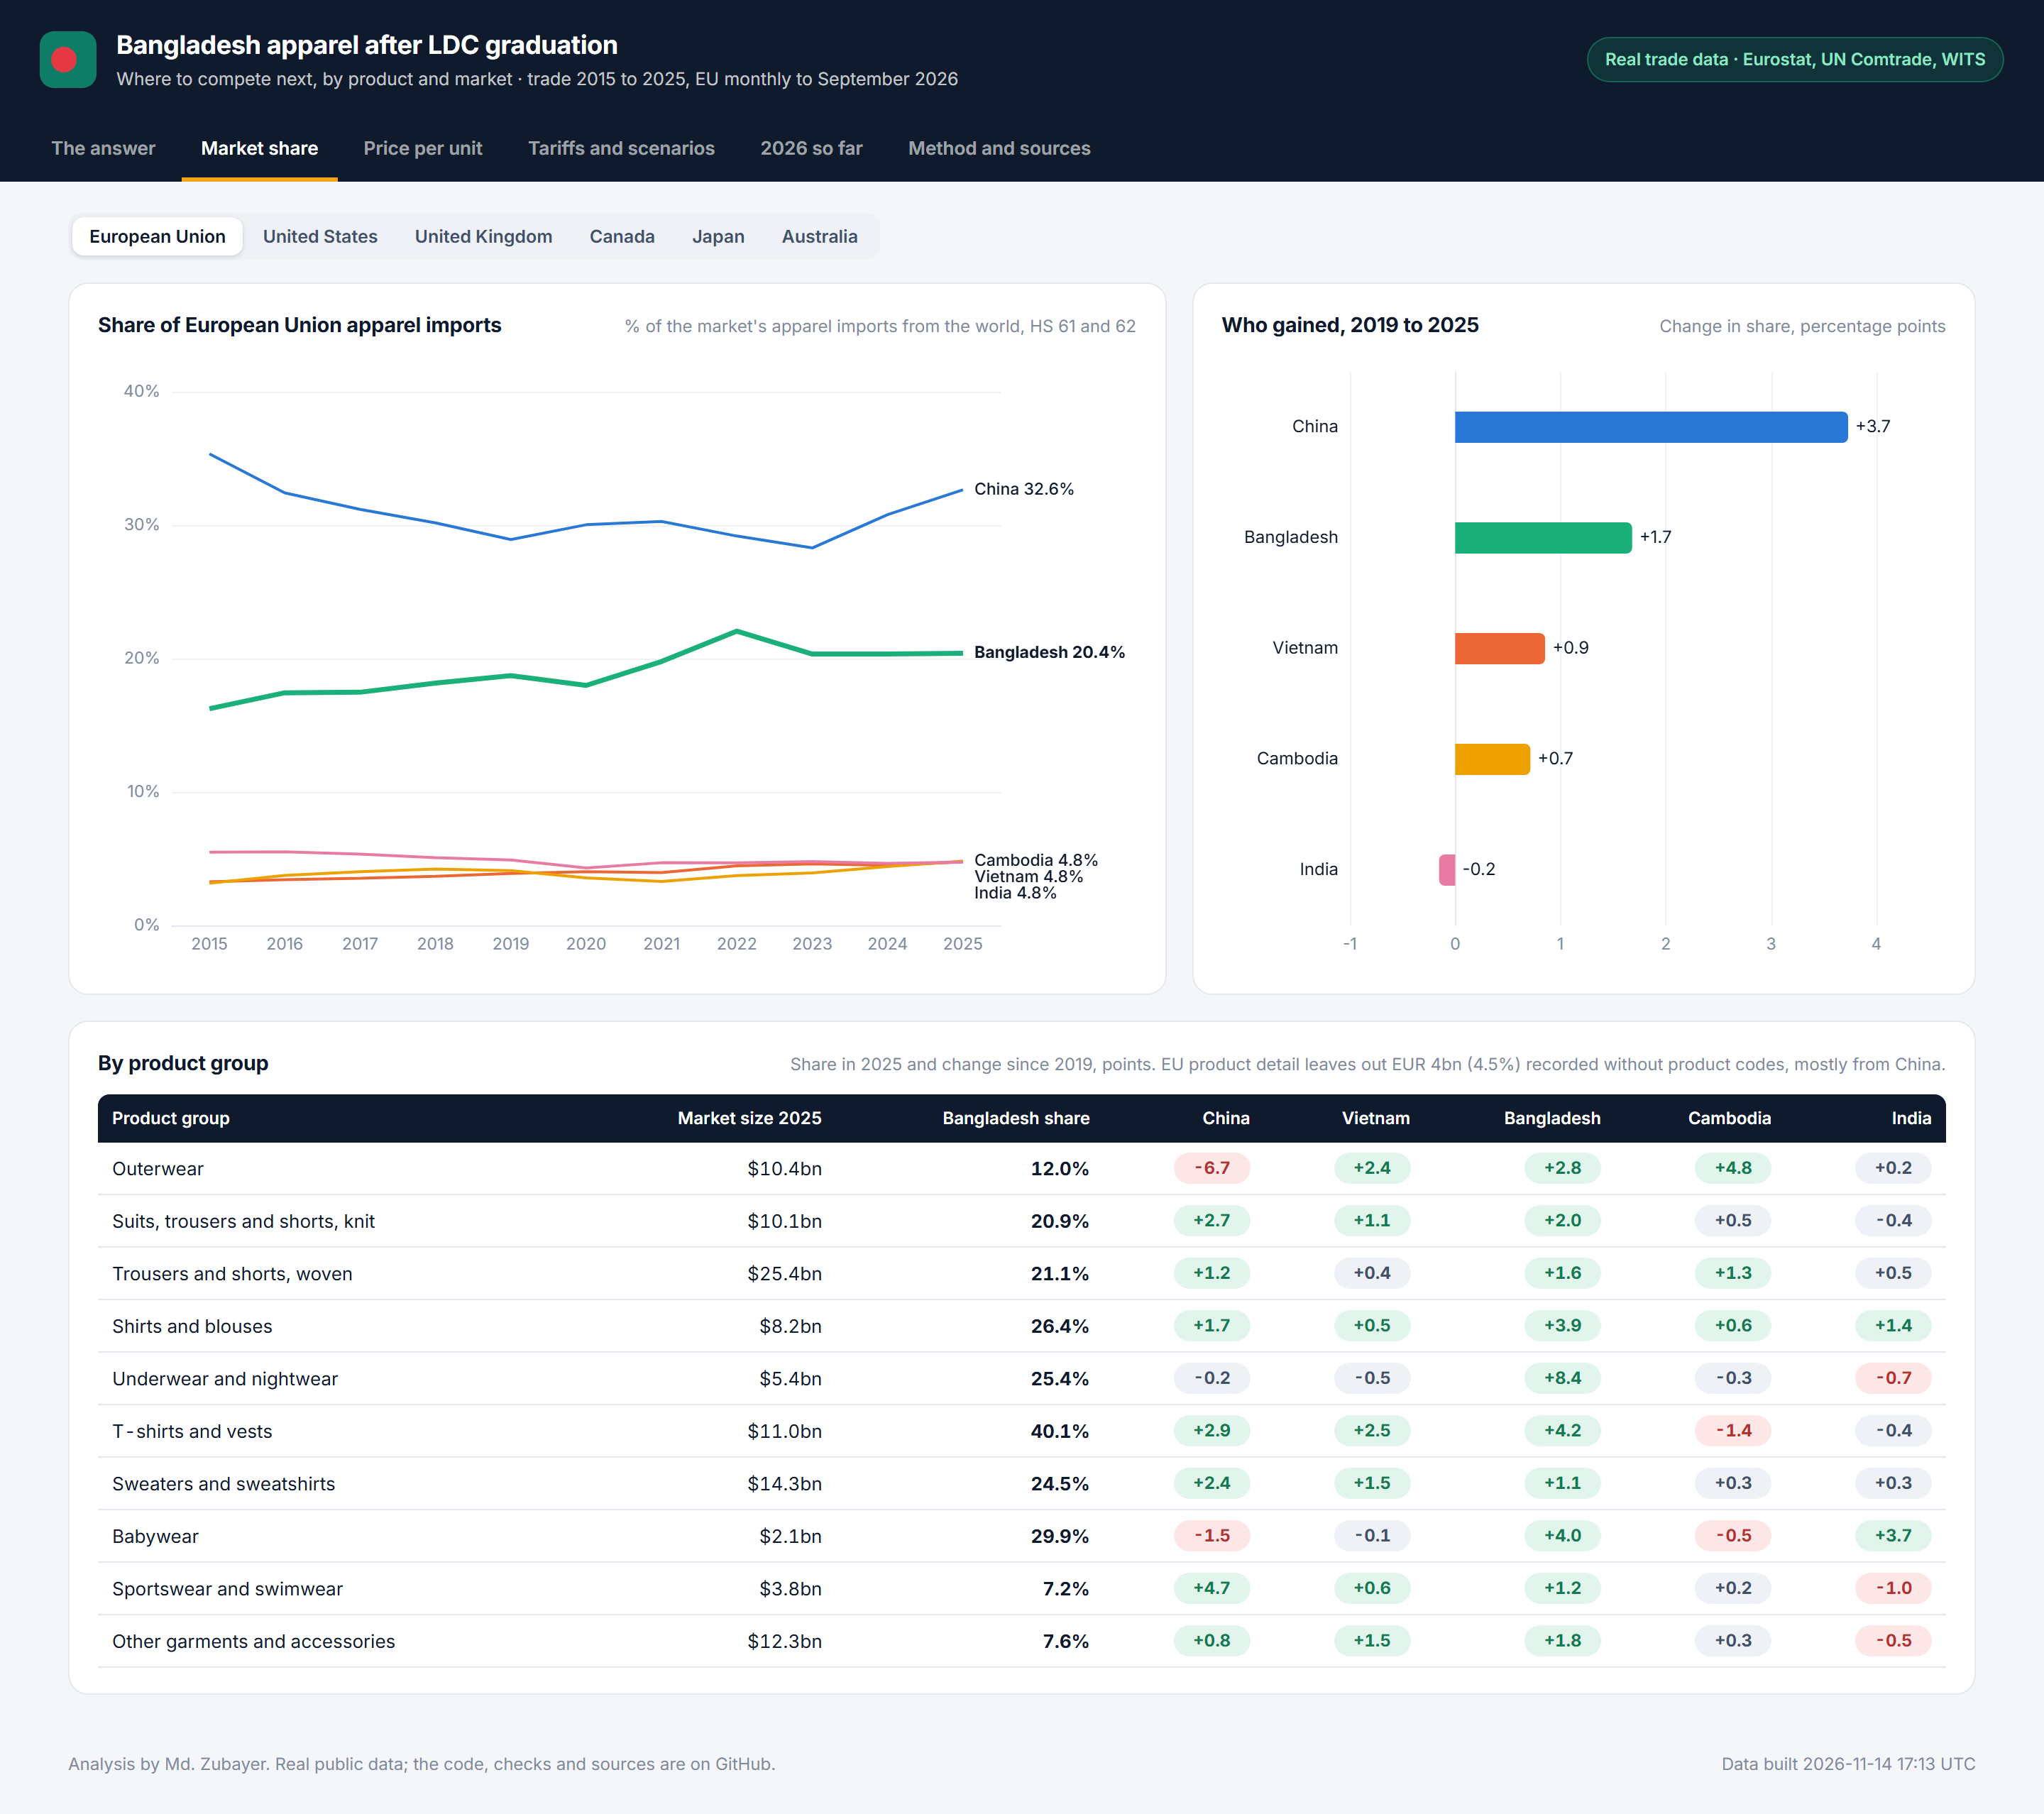 Bangladesh apparel after LDC graduation
Where to compete next, by product and market · trade 2015 to 2025, EU monthly to September 2026
Real trade data · Eurostat, UN Comtrade, WITS
The answer Market share Price per unit Tariffs and scenarios 2026 so far Method and sources
European Union United States United Kingdom Canada Japan Australia
Share of European Union apparel imports % of the market's apparel imports from the world, HS 61 and 62
40%
30%
20%
10%
0%
China 32.6%
Bangladesh 20.4%
Cambodia 4.8%
Vietnam 4.8%
India 4.8%
2015 2016 2017 2018 2019 2020 2021 2022 2023 2024 2025
Who gained, 2019 to 2025 Change in share, percentage points
China +3.7
Bangladesh +1.7
Vietnam +0.9
Cambodia +0.7
India -0.2
-1 0 1 2 3 4
By product group Share in 2025 and change since 2019, points. EU product detail leaves out EUR 4bn (4.5%) recorded without product codes, mostly from China.
Product group Market size 2025 Bangladesh share China Vietnam Bangladesh Cambodia India
Outerwear $10.4bn 12.0% -6.7 +2.4 +2.8 +4.8 +0.2
Suits, trousers and shorts, knit $10.1bn 20.9% +2.7 +1.1 +2.0 +0.5 -0.4
Trousers and shorts, woven $25.4bn 21.1% +1.2 +0.4 +1.6 +1.3 +0.5
Shirts and blouses $8.2bn 26.4% +1.7 +0.5 +3.9 +0.6 +1.4
Underwear and nightwear $5.4bn 25.4% -0.2 -0.5 +8.4 -0.3 -0.7
T-shirts and vests $11.0bn 40.1% +2.9 +2.5 +4.2 -1.4 -0.4
Sweaters and sweatshirts $14.3bn 24.5% +2.4 +1.5 +1.1 +0.3 +0.3
Babywear $2.1bn 29.9% -1.5 -0.1 +4.0 -0.5 +3.7
Sportswear and swimwear $3.8bn 7.2% +4.7 +0.6 +1.2 +0.2 -1.0
Other garments and accessories $12.3bn 7.6% +0.8 +1.5 +1.8 +0.3 -0.5
Analysis by Md. Zubayer. Real public data; the code, checks and sources are on GitHub.
Data built 2026-11-14 17:13 UTC